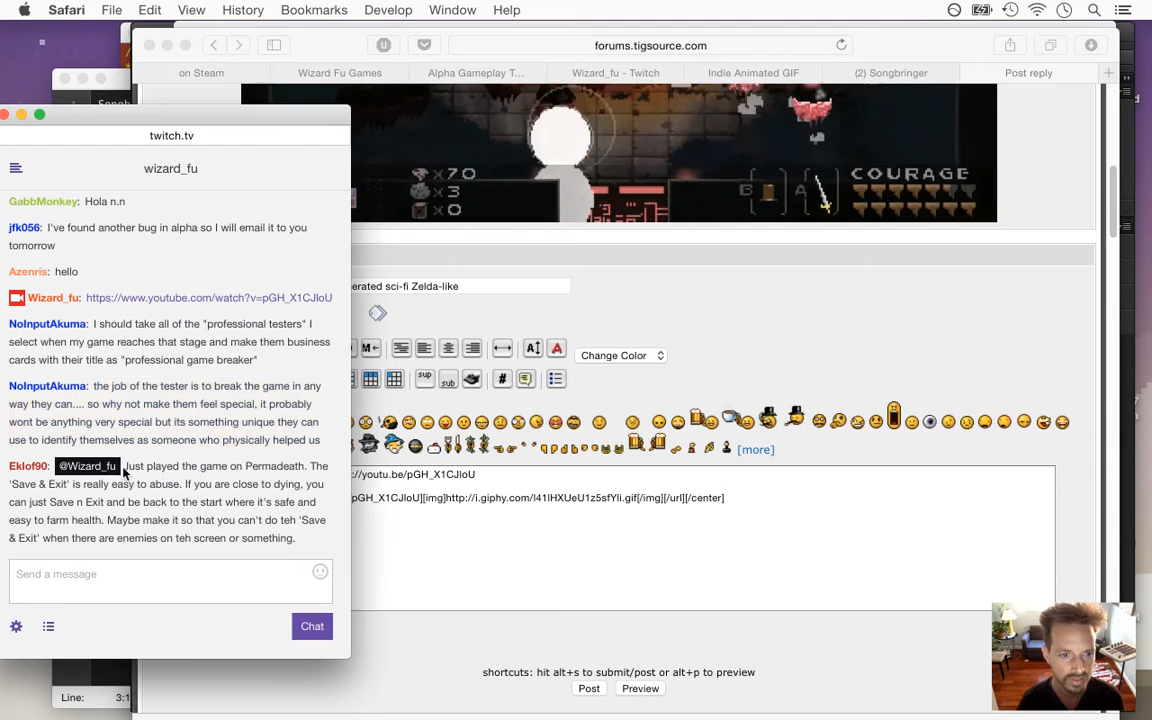 Safari File Edit View History Bookmarks Develop Window Help
forums.tigsource.com
on Steam Wizard Fu Games Alpha Gameplay T... Wizard_fu - Twitch Indie Animated GIF (2) Songbringer Post reply
Songb
twitch.tv
wizard_fu
GabbMonkey: Hola n.n
jfk056: I've found another bug in alpha so I will email it to you
tomorrow
Azenris: hello
Wizard_fu: https://www.youtube.com/watch?v=pGH_X1CJloU
NoInputAkuma: I should take all of the "professional testers" I
select when my game reaches that stage and make them business
cards with their title as "professional game breaker"
NoInputAkuma: the job of the tester is to break the game in any
way they can.... so why not make them feel special, it probably
wont be anything very special but its something unique they can
use to identify themselves as someone who physically helped us
Eklof90: @Wizard_fu Just played the game on Permadeath. The
'Save & Exit' is really easy to abuse. If you are close to dying, you
can just Save n Exit and be back to the start where it's safe and
easy to farm health. Maybe make it so that you can't do teh 'Save
& Exit' when there are enemies on teh screen or something.
Send a message
Chat
Line: 3:1
x70
x3
x0
B A
COURAGE
erated sci-fi Zelda-like
M A Change Color
sup sub #
[more]
://youtu.be/pGH_X1CJloU
pGH_X1CJloU][img]http://i.giphy.com/l41lHXUeU1z5sfYli.gif[/img][/url][/center]
shortcuts: hit alt+s to submit/post or alt+p to preview
Post Preview